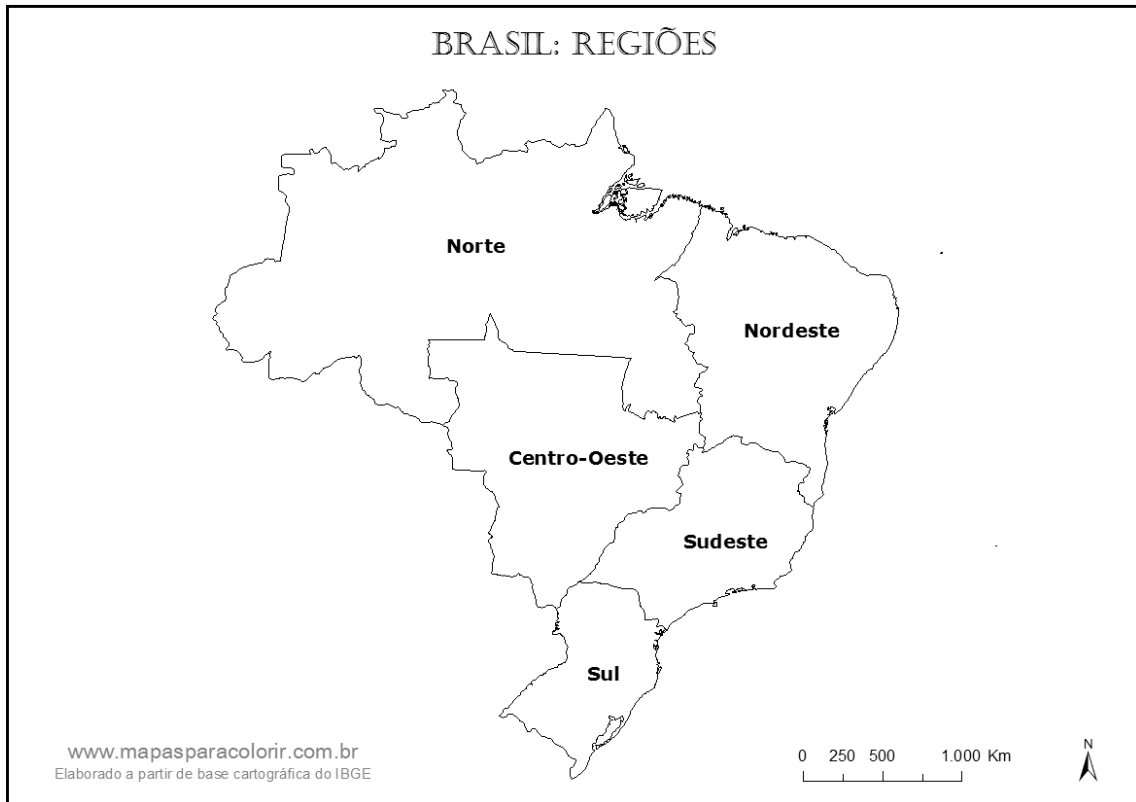 BRASIL: REGIÕES
Norte
Nordeste
Centro-Oeste
Sudeste
Sul
www.mapasparacolorir.com.br
Elaborado a partir de base cartográfica do IBGE
0 250 500 1.000 Km
N